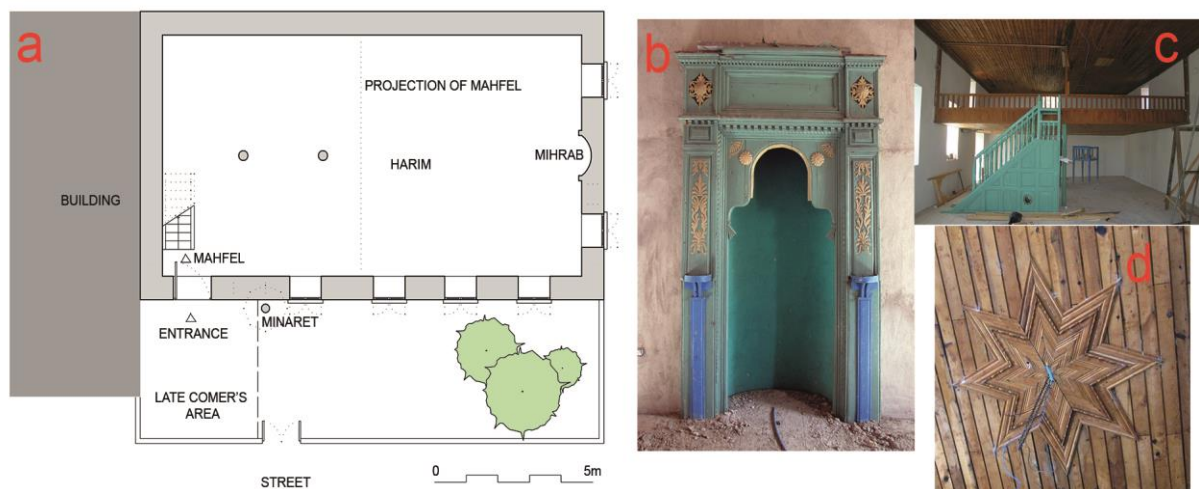 a
PROJECTION OF MAHFEL
BUILDING
HARIM
MIHRAB
MAHFEL
ENTRANCE
MINARET
LATE COMER'S
AREA
STREET
0
5m
b
c
d